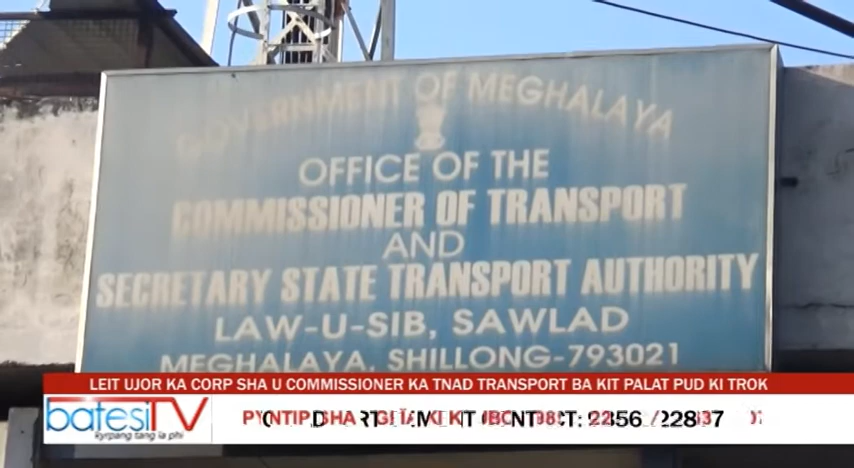 GOVERNMENT OF MEGHALAYA
OFFICE OF THE
COMMISSIONER OF TRANSPORT
AND
SECRETARY STATE TRANSPORT AUTHORITY
LAW-U-SIB, SAWLAD
MEGHALAYA, SHILLONG-793021
LEIT UJOR KA CORP SHA U COMMISSIONER KA TNAD TRANSPORT BA KIT PALAT PUD KI TROK
batesiTV
kyrpang tang ia phi